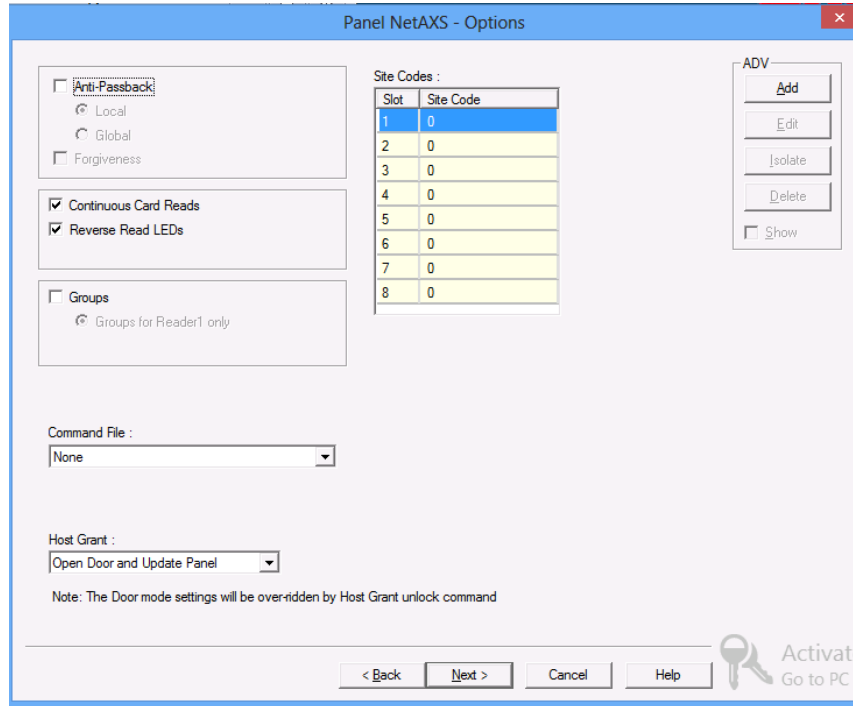 Panel NetAXS - Options
Anti-Passback
Local
Global
Forgiveness
Continuous Card Reads
Reverse Read LEDs
Groups
Groups for Reader1 only
Command File :
None
Host Grant :
Open Door and Update Panel
Note: The Door mode settings will be over-ridden by Host Grant unlock command
Site Codes :
Slot Site Code
1 0
2 0
3 0
4 0
5 0
6 0
7 0
8 0
ADV
Add
Edit
Isolate
Delete
Show
< Back
Next >
Cancel
Help
Activat
Go to PC